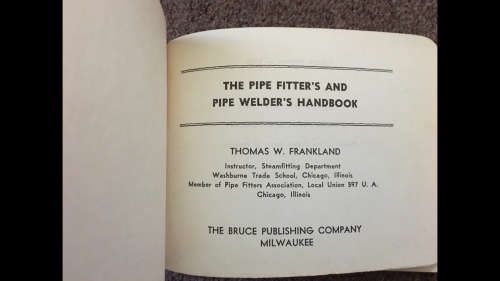 THE PIPE FITTER'S AND
PIPE WELDER'S HANDBOOK
THOMAS W. FRANKLAND
Instructor, Steamfitting Department
Washburne Trade School, Chicago, Illinois
Member of Pipe Fitters Association, Local Union 597 U. A.
Chicago, Illinois
THE BRUCE PUBLISHING COMPANY
MILWAUKEE